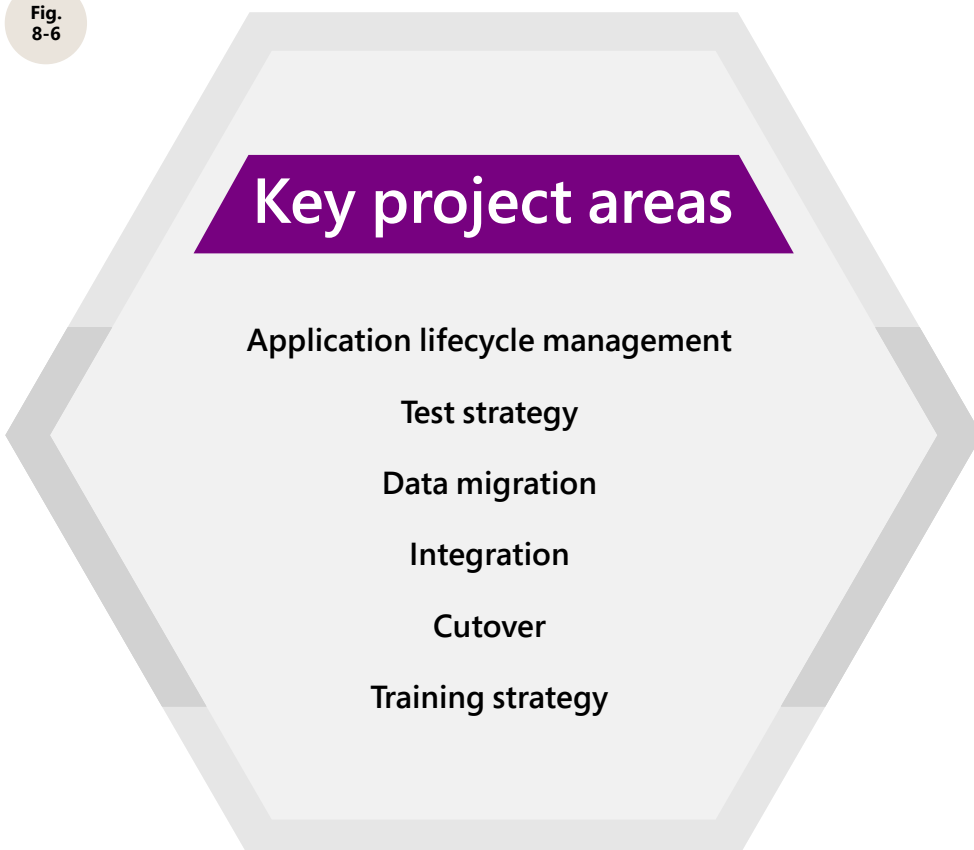 Fig.
8-6
Key project areas
Application lifecycle management
Test strategy
Data migration
Integration
Cutover
Training strategy